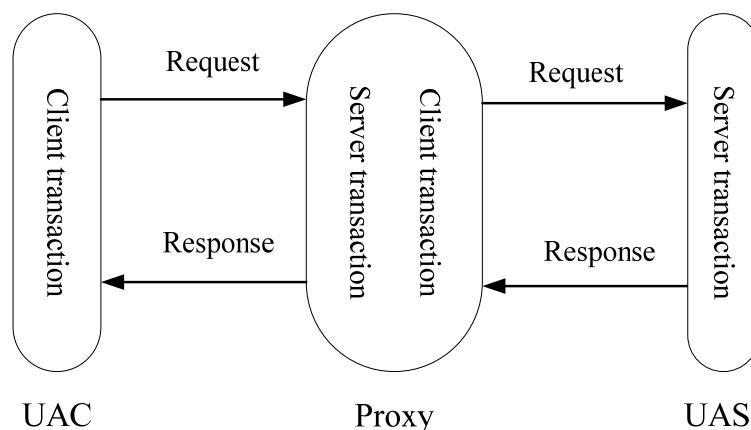 Request
Request
Client transaction
Server transaction
Client transaction
Server transaction
Response
Response
UAC
Proxy
UAS